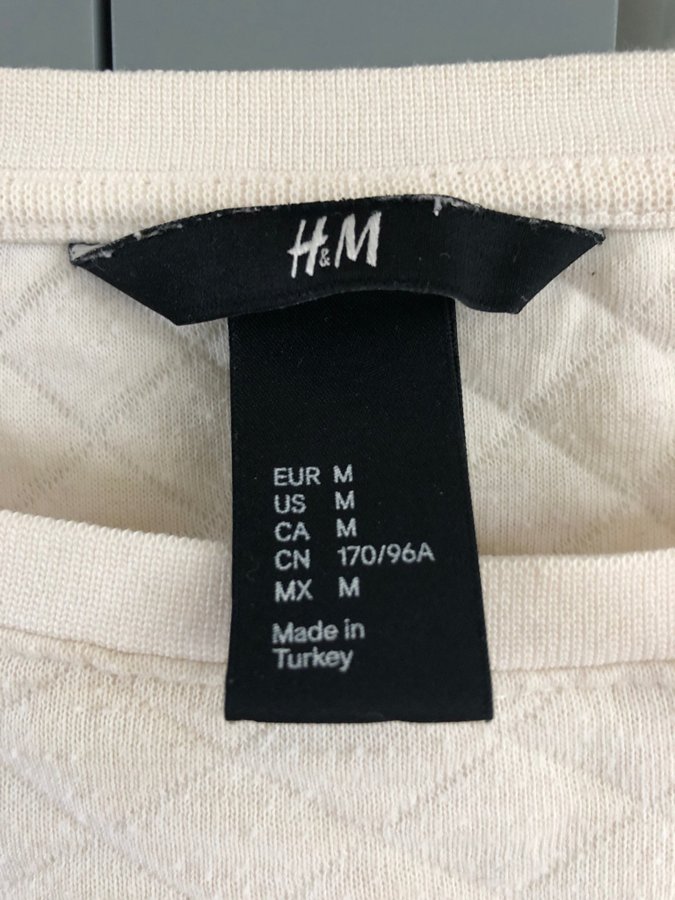 H&M
EUR M
US M
CA M
CN 170/96A
MX M
Made in
Turkey